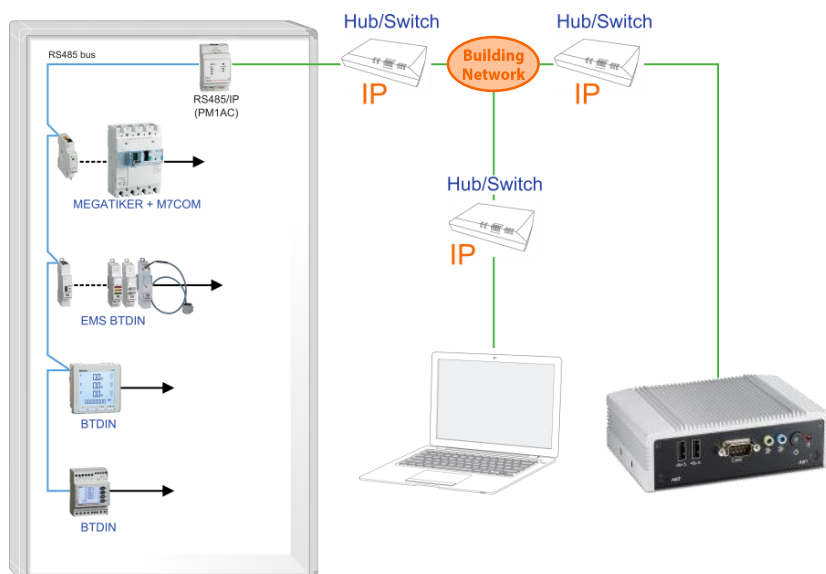 Hub/Switch
Hub/Switch
RS485 bus
Building
Network
IP
IP
RS485/IP
(PM1AC)
MEGATIKER + M7COM
Hub/Switch
IP
EMS BTDIN
BTDIN
BTDIN